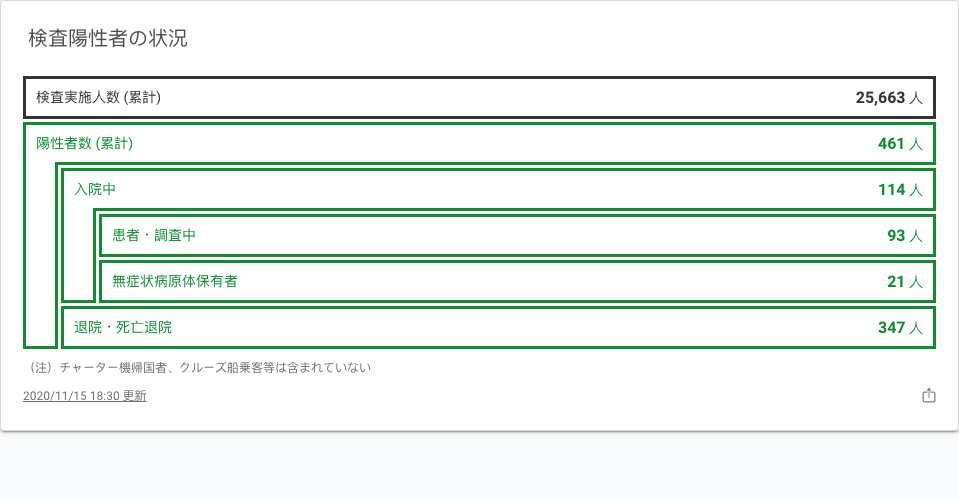 検査陽性者の状況
検査実施人数 (累計) 25,663 人
陽性者数 (累計) 461 人
入院中 114 人
患者・調査中 93 人
無症状病原体保有者 21 人
退院・死亡退院 347 人
（注）チャーター機帰国者、クルーズ船乗客等は含まれていない
2020/11/15 18:30 更新